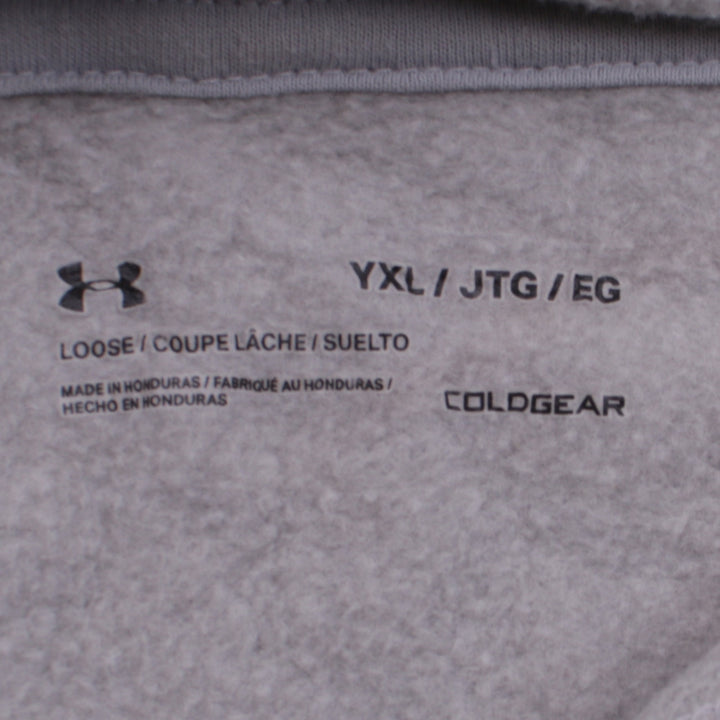 YXL / JTG / EG
LOOSE / COUPE LÂCHE / SUELTO
MADE IN HONDURAS / FABRIQUÉ AU HONDURAS /
HECHO EN HONDURAS
COLDGEAR